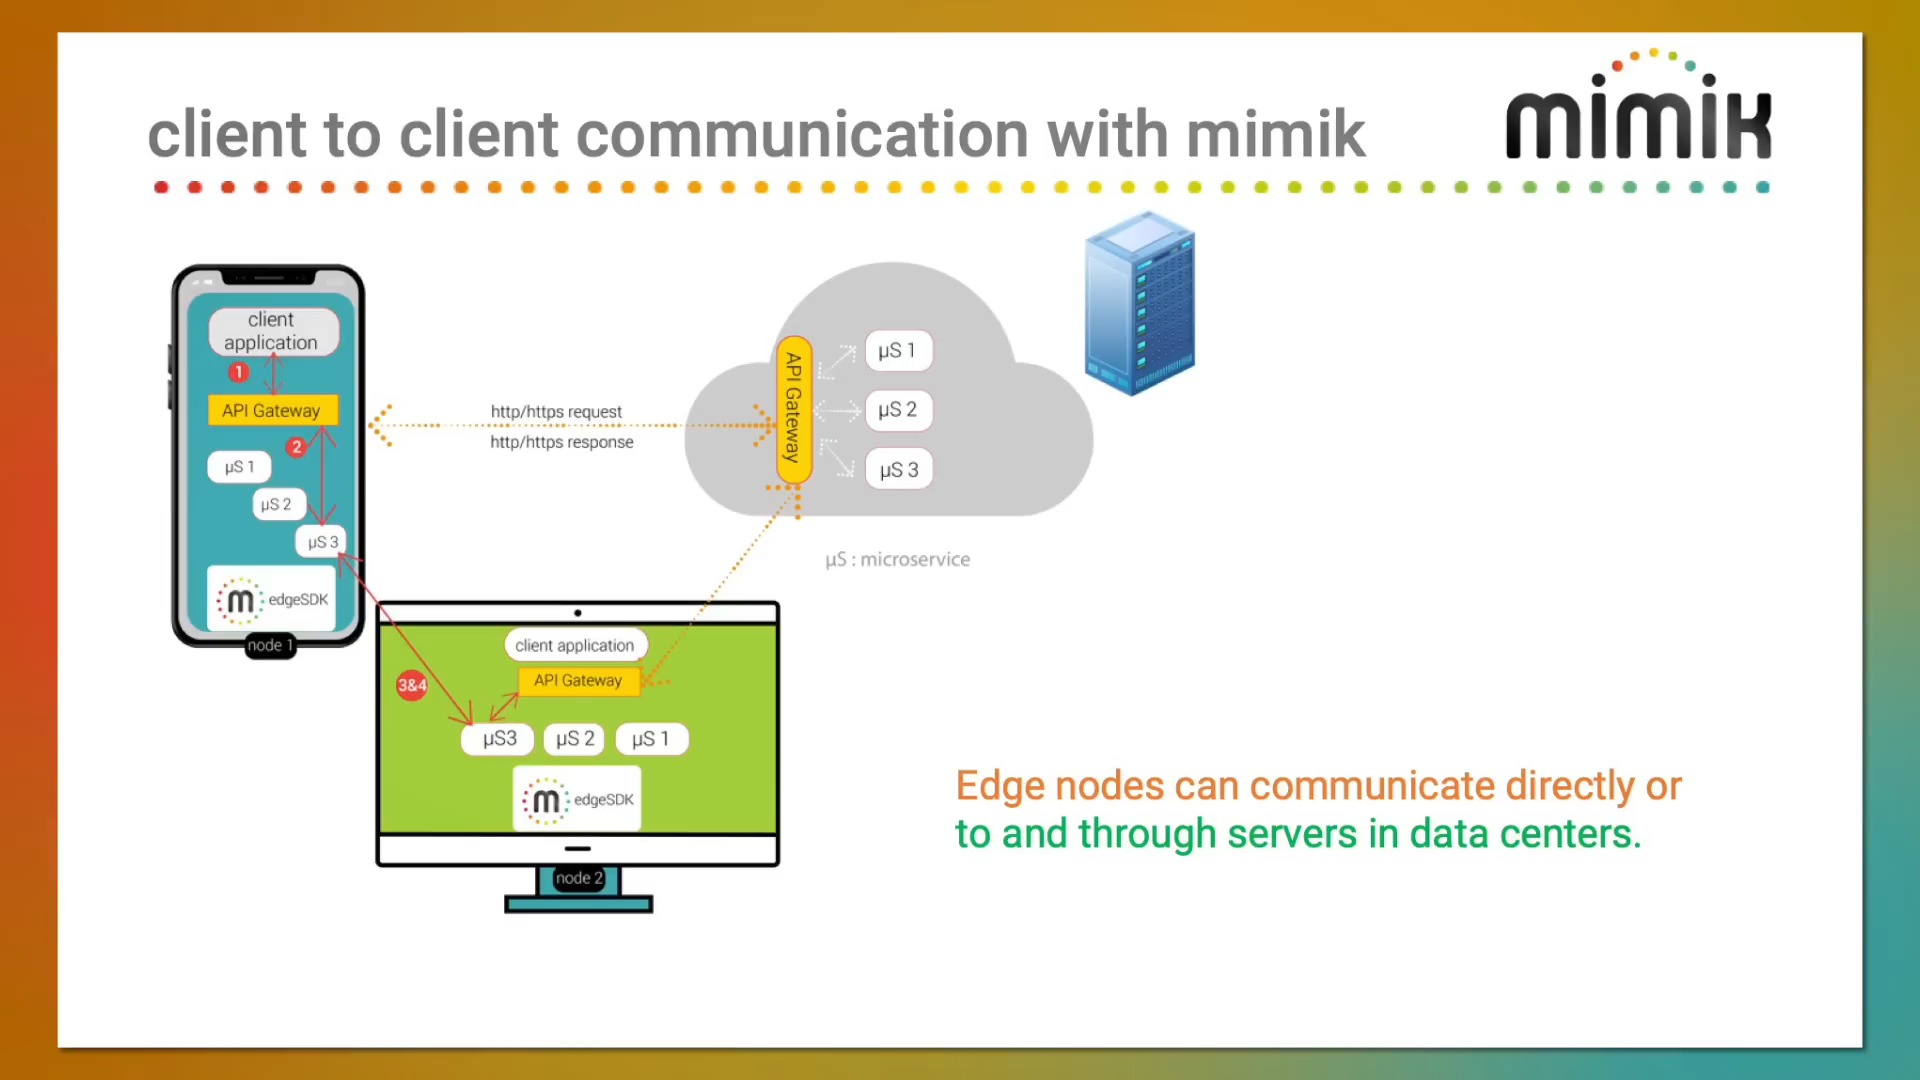 mimik
client to client communication with mimik
client
application
1
API Gateway
2
µS 1
µS 2
µS 3
m edgeSDK
node 1
http/https request
http/https response
API Gateway
µS 1
µS 2
µS 3
µS : microservice
client application
API Gateway
3&4
µS3
µS 2
µS 1
m edgeSDK
node 2
Edge nodes can communicate directly or
to and through servers in data centers.